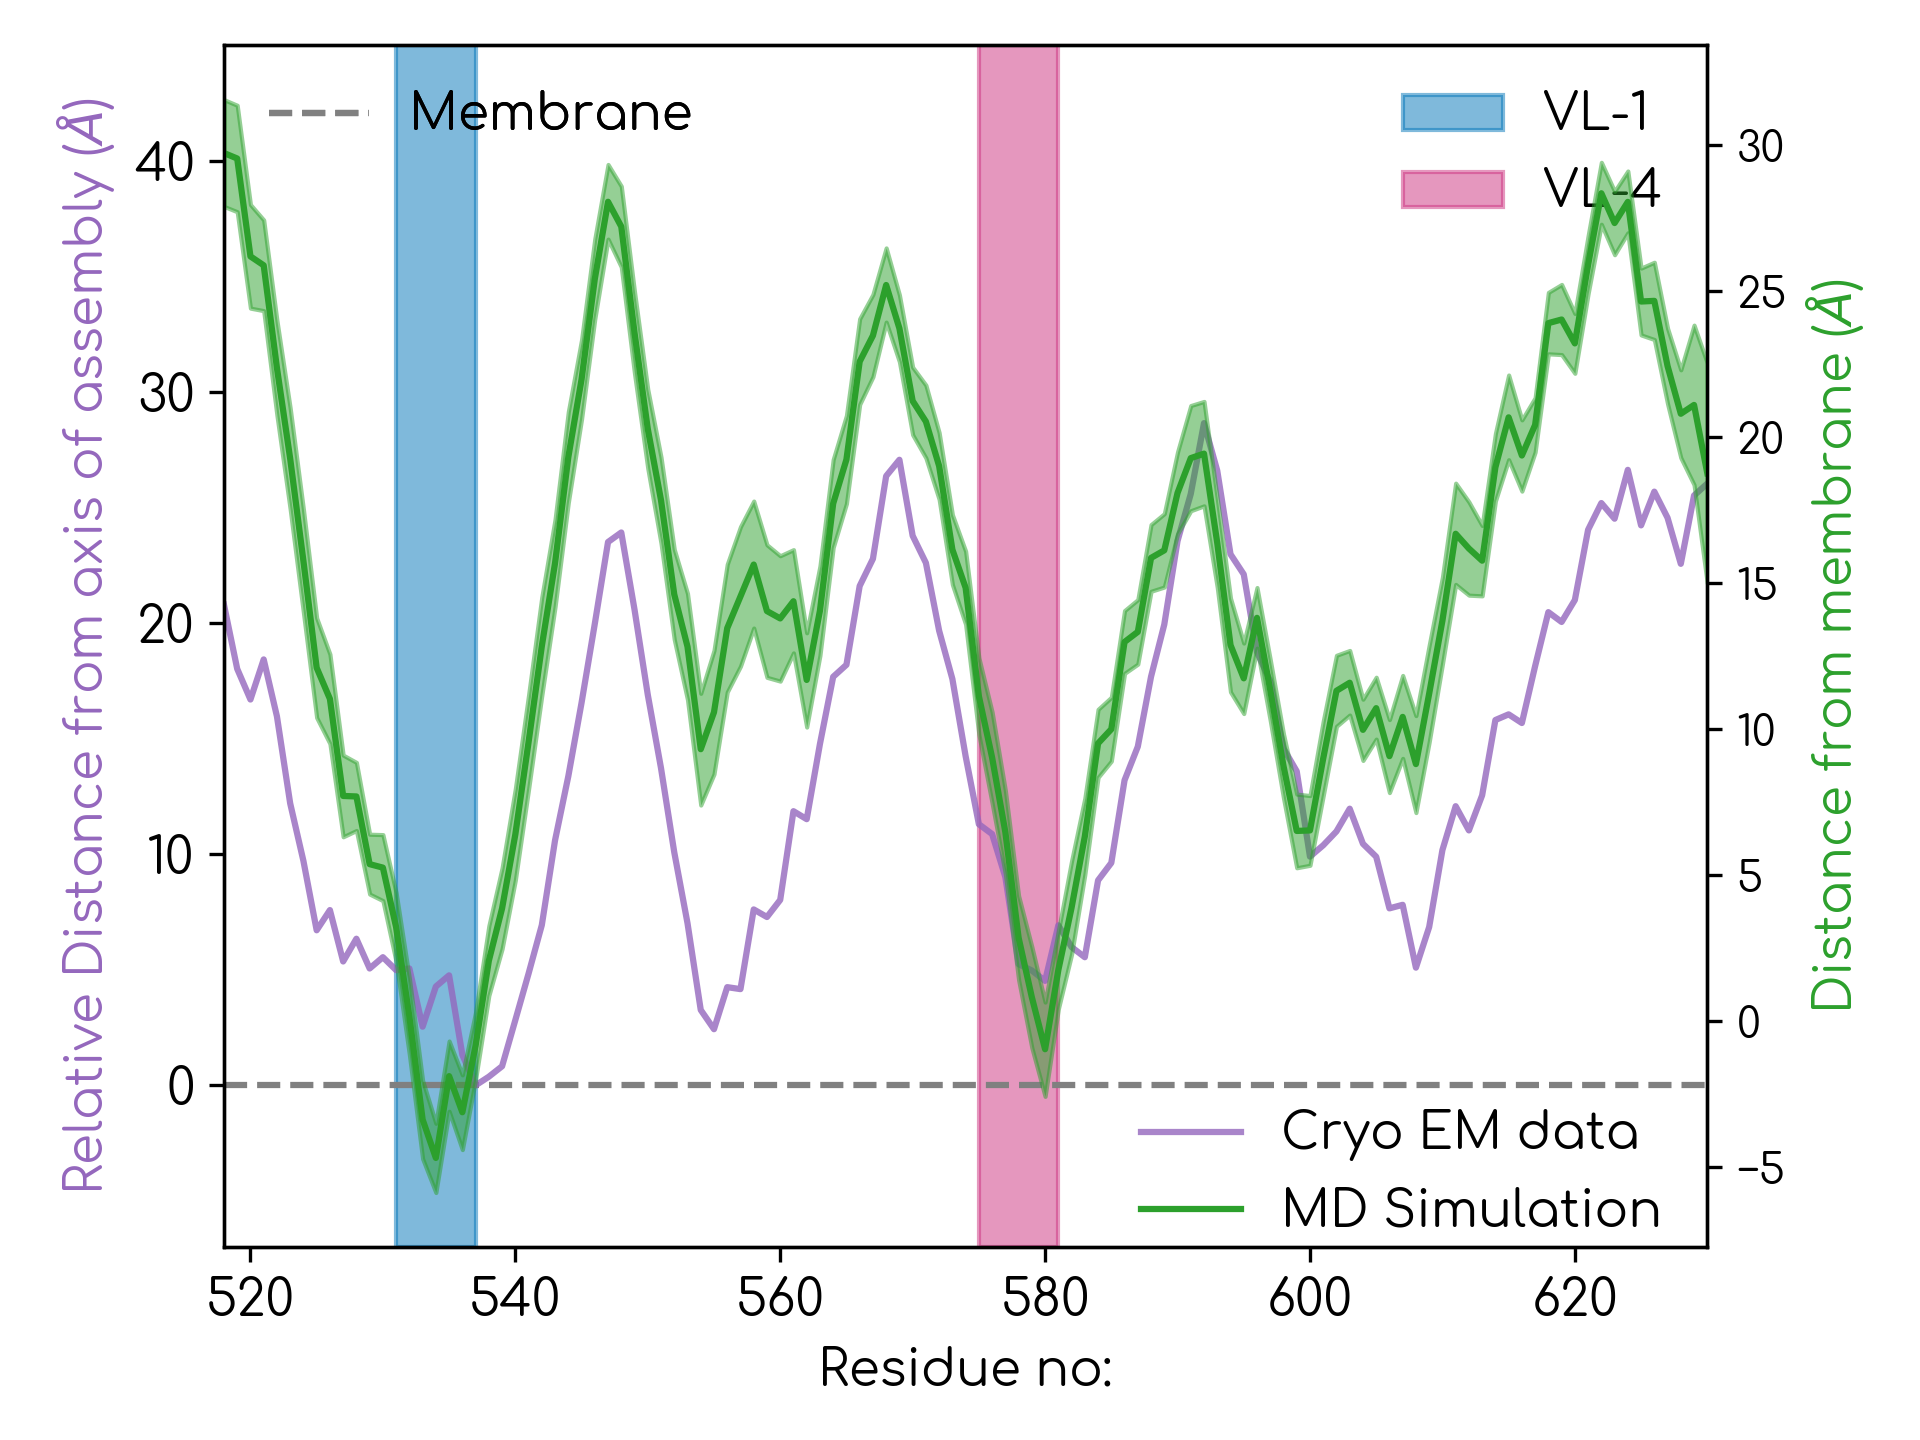 Membrane
VL-1
VL-4
Relative Distance from axis of assembly (Å)
40
30
20
10
0
30
25
20
15
10
5
0
−5
Distance from membrane (Å)
Cryo EM data
MD Simulation
520 540 560 580 600 620
Residue no: